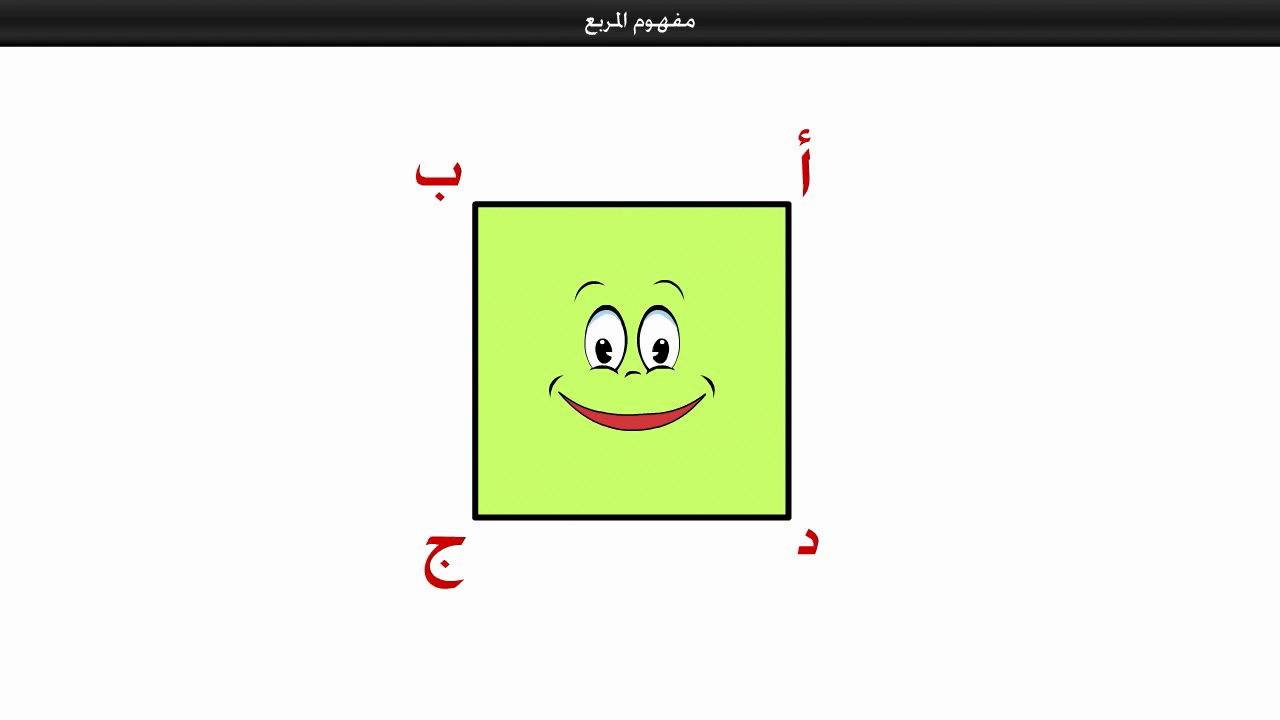 مفهوم المربع
أ
ب
ج
د